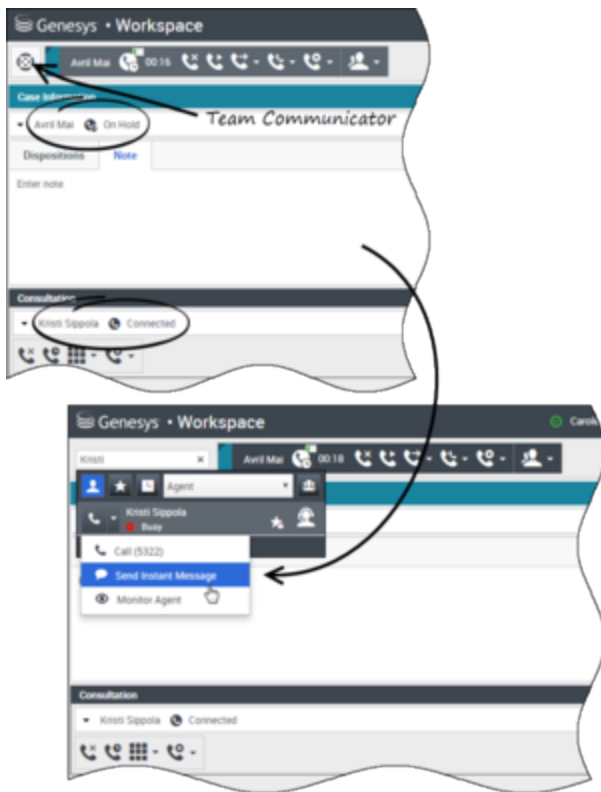 Genesys • Workspace
Avril Mai 00:16
Team Communicator
Case Information
Avril Mai On Hold
Dispositions Note
Enter note
Consultation
Kristi Sippola Connected
Genesys • Workspace
Carok
Kristi × Avril Mai 00:18
Agent
Kristi Sippola
Busy
Call (5322)
Send Instant Message
Monitor Agent
Consultation
Kristi Sippola Connected